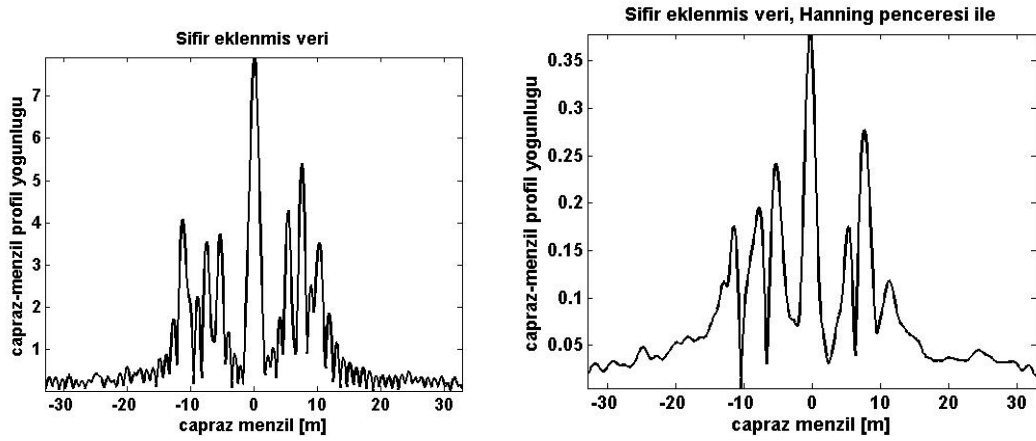 Sifir eklenmis veri
capraz-menzil profil yogunlugu
7
6
5
4
3
2
1
-30 -20 -10 0 10 20 30
capraz menzil [m]
Sifir eklenmis veri, Hanning penceresi ile
capraz-menzil profil yogunlugu
0.35
0.3
0.25
0.2
0.15
0.1
0.05
-30 -20 -10 0 10 20 30
capraz menzil [m]